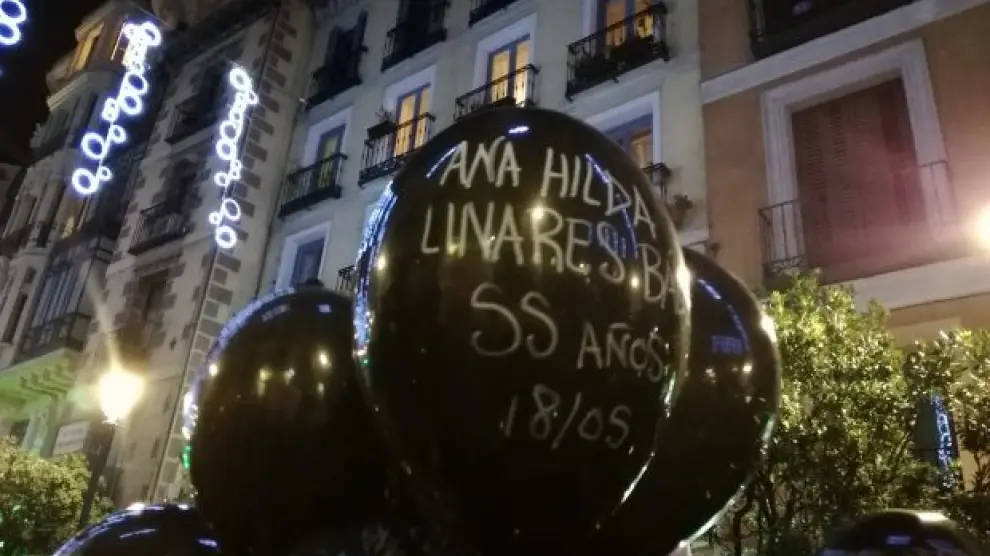 ANA HILDA
LINARES
55 AÑOS
18/05